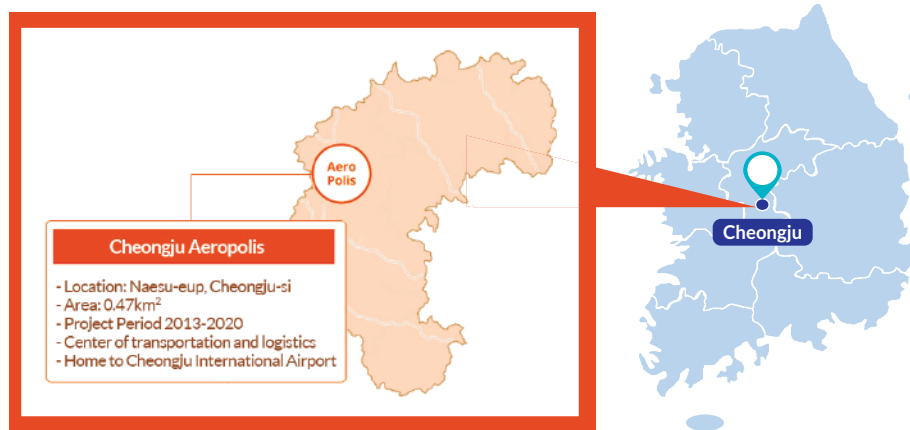 Aero
Polis
Cheongju Aeropolis
- Location: Naesu-eup, Cheongju-si
- Area: 0.47km²
- Project Period 2013-2020
- Center of transportation and logistics
- Home to Cheongju International Airport
Cheongju